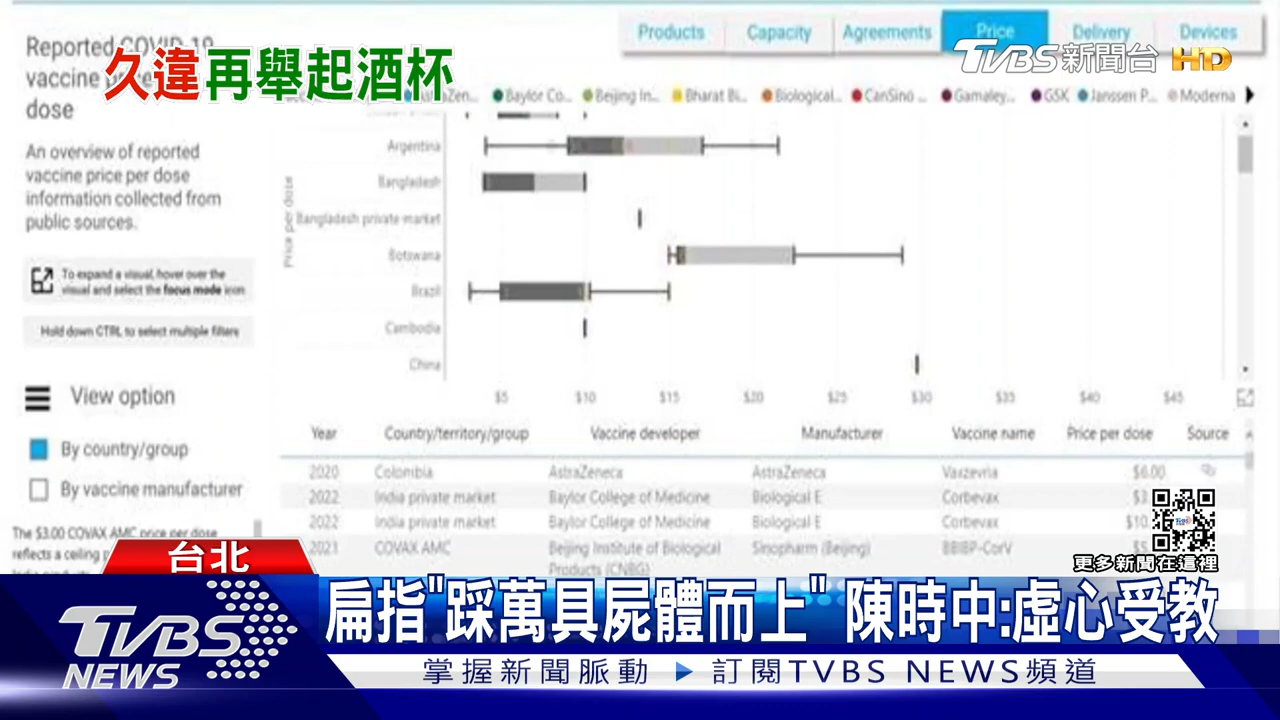 Products Capacity Agreements Price Delivery Devices
TVBS新聞台 HD
久違再舉起酒杯
Reported COVID-19
vaccine price per
dose
Baylor Co... Beijing In... Bharat Bi... Biological... CanSino ... Gamaley... GSK Janssen P... Moderna
An overview of reported
vaccine price per dose
information collected from
public sources.
To expand a visual, hover over the
visual and select the focus mode icon
Hold down CTRL to select multiple filters
View option
By country/group
By vaccine manufacturer
The $3.00 COVAX AMC price per dose
reflects a ceiling
Price per dose
Argentina
Bangladesh
Bangladesh private market
Botswana
Brazil
Cambodia
China
$5 $10 $15 $20 $25 $30 $35 $40 $45
Year Country/territory/group Vaccine developer Manufacturer Vaccine name Price per dose Source
2020 Colombia AstraZeneca AstraZeneca Vaxzevria $6.00
2022 India private market Baylor College of Medicine Biological E Corbevax
2022 India private market Baylor College of Medicine Biological E Corbevax
2021 COVAX AMC Beijing Institute of Biological Sinopharm (Beijing) BBIBP-CorV
Products (CNBG)
更多新聞在這裡
台北
扁指"踩萬具屍體而上" 陳時中:虛心受教
TVBS
NEWS
掌握新聞脈動 ▶ 訂閱TVBS NEWS頻道